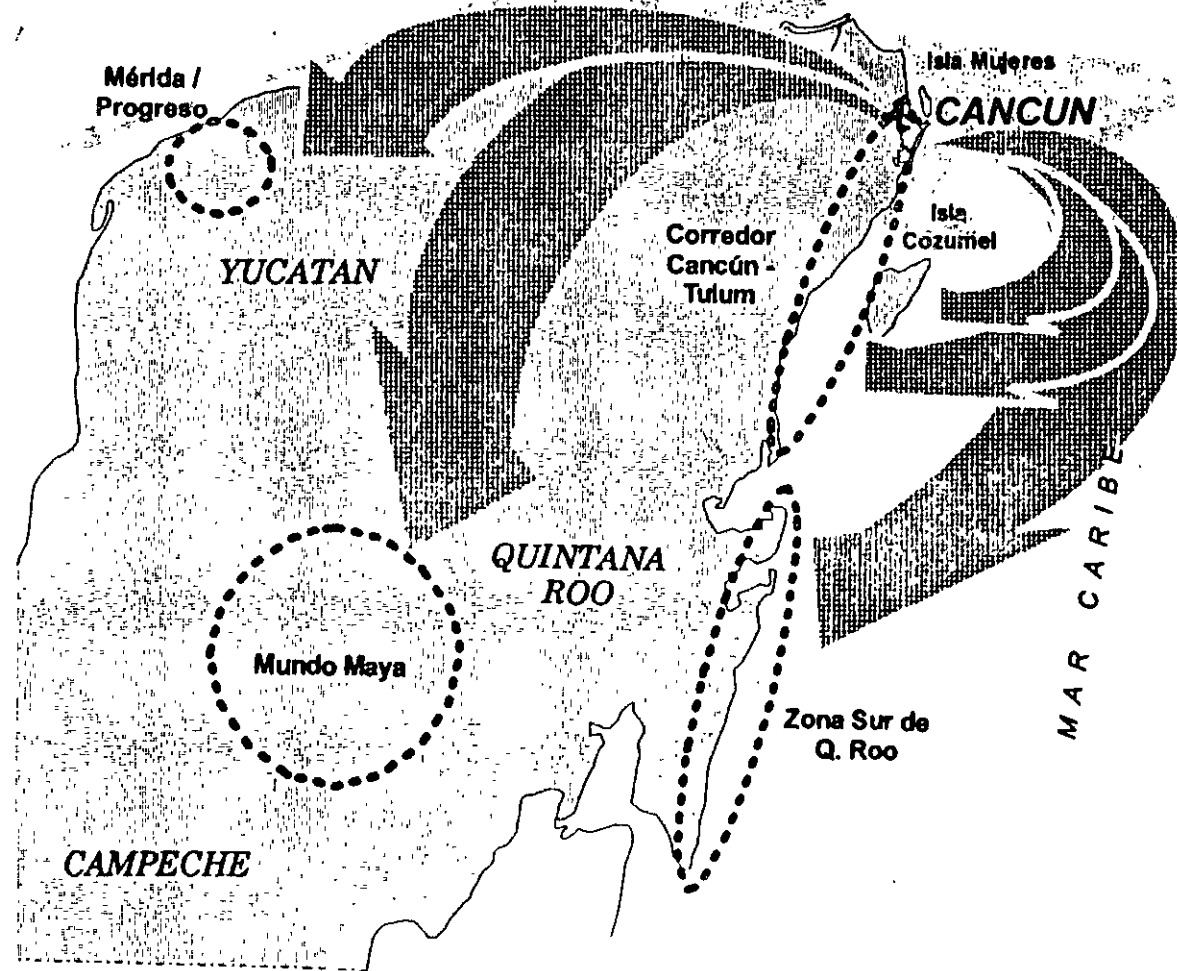 Mérida /
Progreso
Isla Mujeres
CANCUN
YUCATAN
Corredor
Cancún -
Tulum
Isla
Cozumel
QUINTANA
ROO
MAR CARIBE
Mundo Maya
Zona Sur de
Q. Roo
CAMPECHE